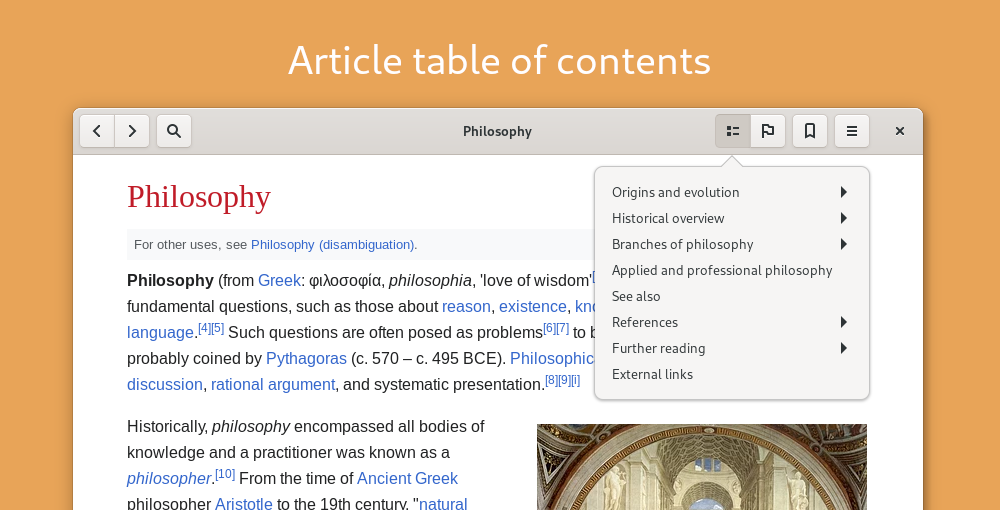 Article table of contents
Philosophy
Philosophy
For other uses, see Philosophy (disambiguation).
Philosophy (from Greek: φιλοσοφία, philosophia, 'love of wisdom'[
fundamental questions, such as those about reason, existence,
language.[4][5] Such questions are often posed as problems[6][7] to
probably coined by Pythagoras (c. 570 – c. 495 BCE). Philosophic
discussion, rational argument, and systematic presentation.[8][9][i]
Historically, philosophy encompassed all bodies of
knowledge and a practitioner was known as a
philosopher.[10] From the time of Ancient Greek
philosopher Aristotle to the 19th century, "natural
Origins and evolution
Historical overview
Branches of philosophy
Applied and professional philosophy
See also
References
Further reading
External links